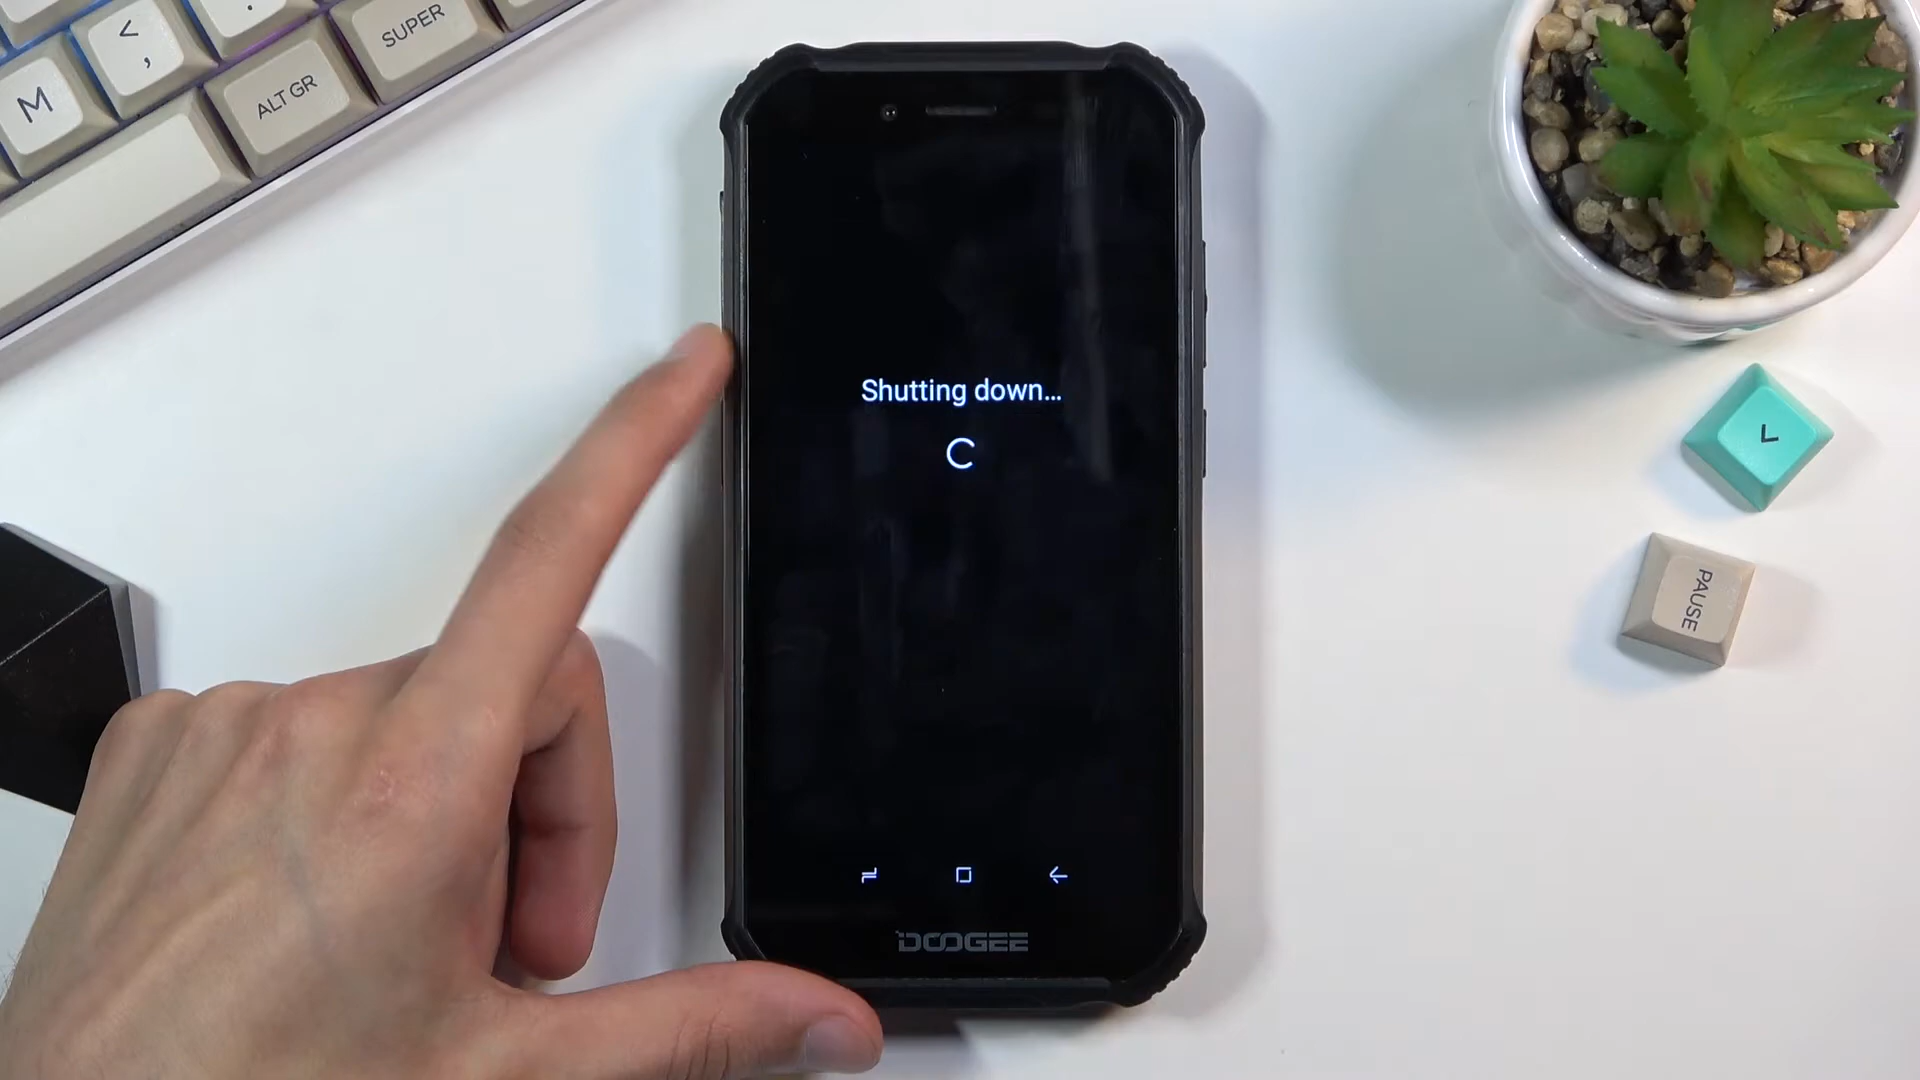 <
,
.
M
ALT GR
SUPER
Shutting down...
DOOGEE
PAUSE